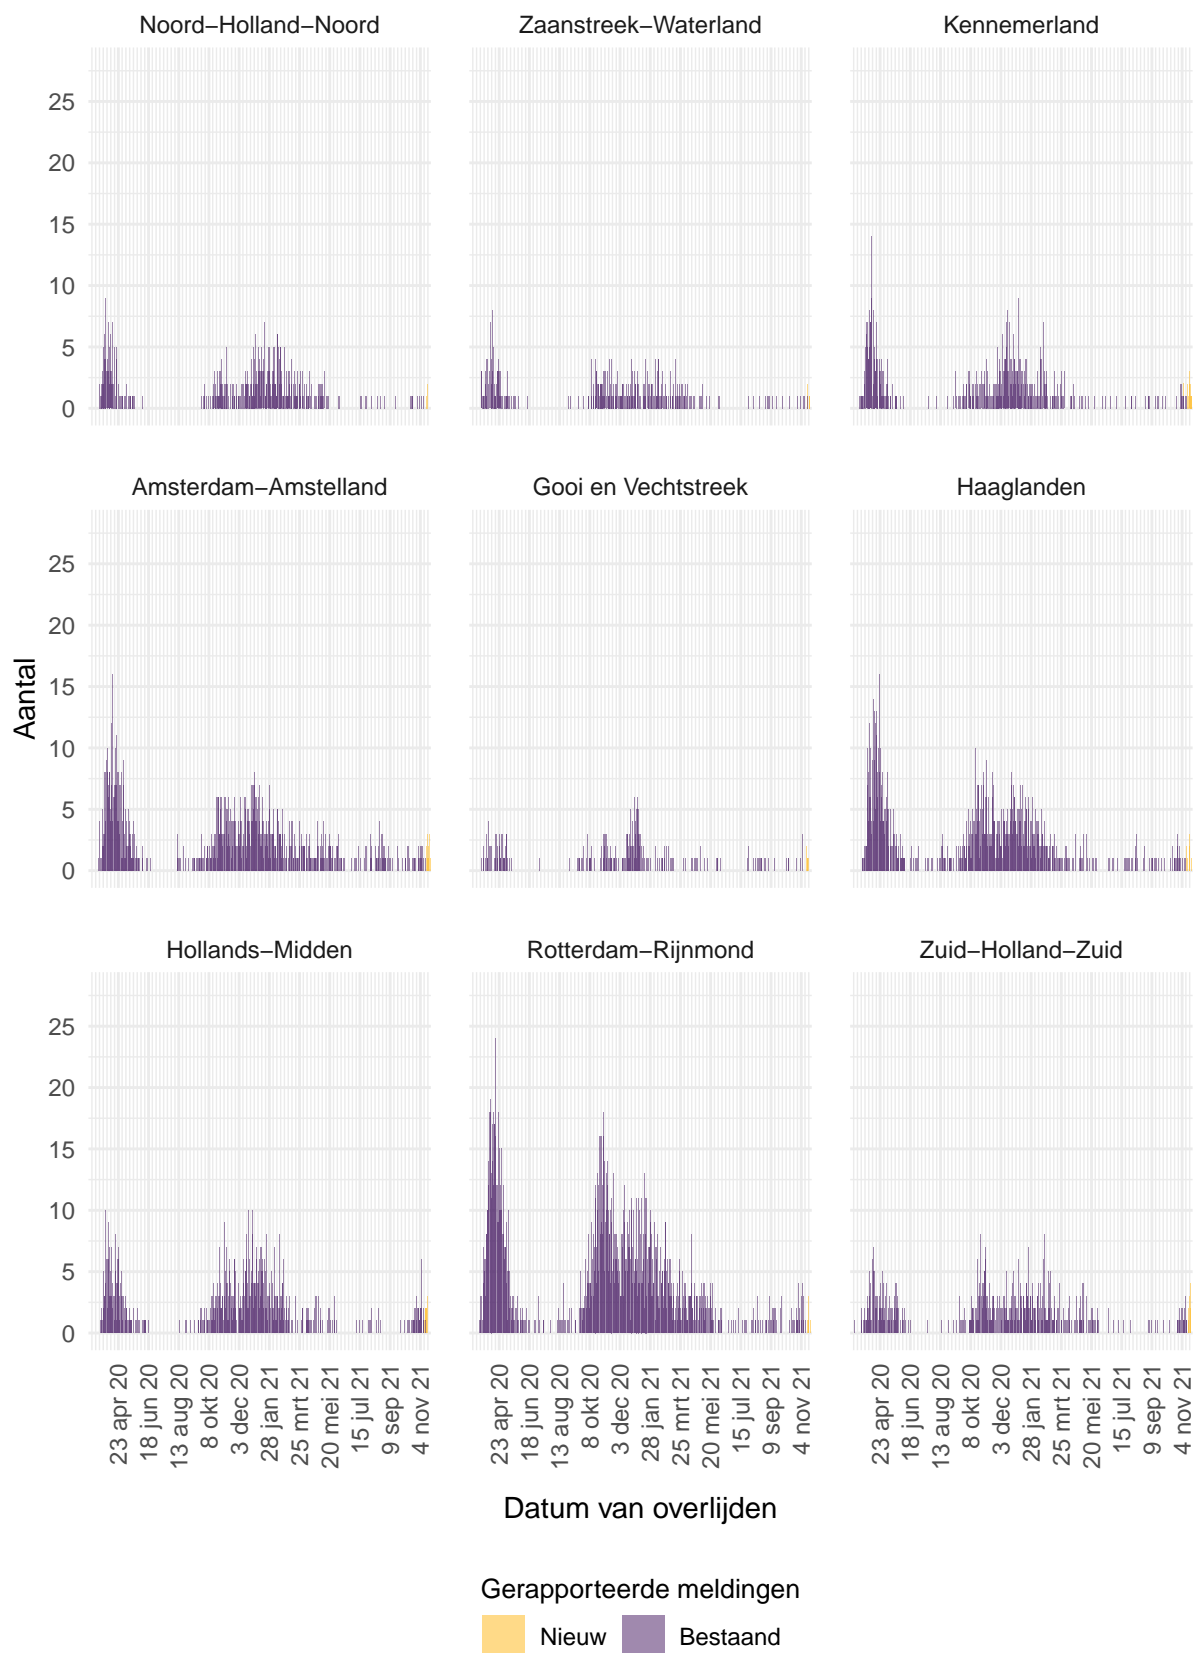 Noord−Holland−Noord
Zaanstreek−Waterland
Kennemerland
25
20
15
10
5
0
Amsterdam−Amstelland
Gooi en Vechtstreek
Haaglanden
25
20
15
10
5
0
Aantal
Hollands−Midden
Rotterdam−Rijnmond
Zuid−Holland−Zuid
25
20
15
10
5
0
23 apr 20
18 jun 20
13 aug 20
8 okt 20
3 dec 20
28 jan 21
25 mrt 21
20 mei 21
15 jul 21
9 sep 21
4 nov 21
23 apr 20
18 jun 20
13 aug 20
8 okt 20
3 dec 20
28 jan 21
25 mrt 21
20 mei 21
15 jul 21
9 sep 21
4 nov 21
23 apr 20
18 jun 20
13 aug 20
8 okt 20
3 dec 20
28 jan 21
25 mrt 21
20 mei 21
15 jul 21
9 sep 21
4 nov 21
Datum van overlijden
Gerapporteerde meldingen
Nieuw
Bestaand